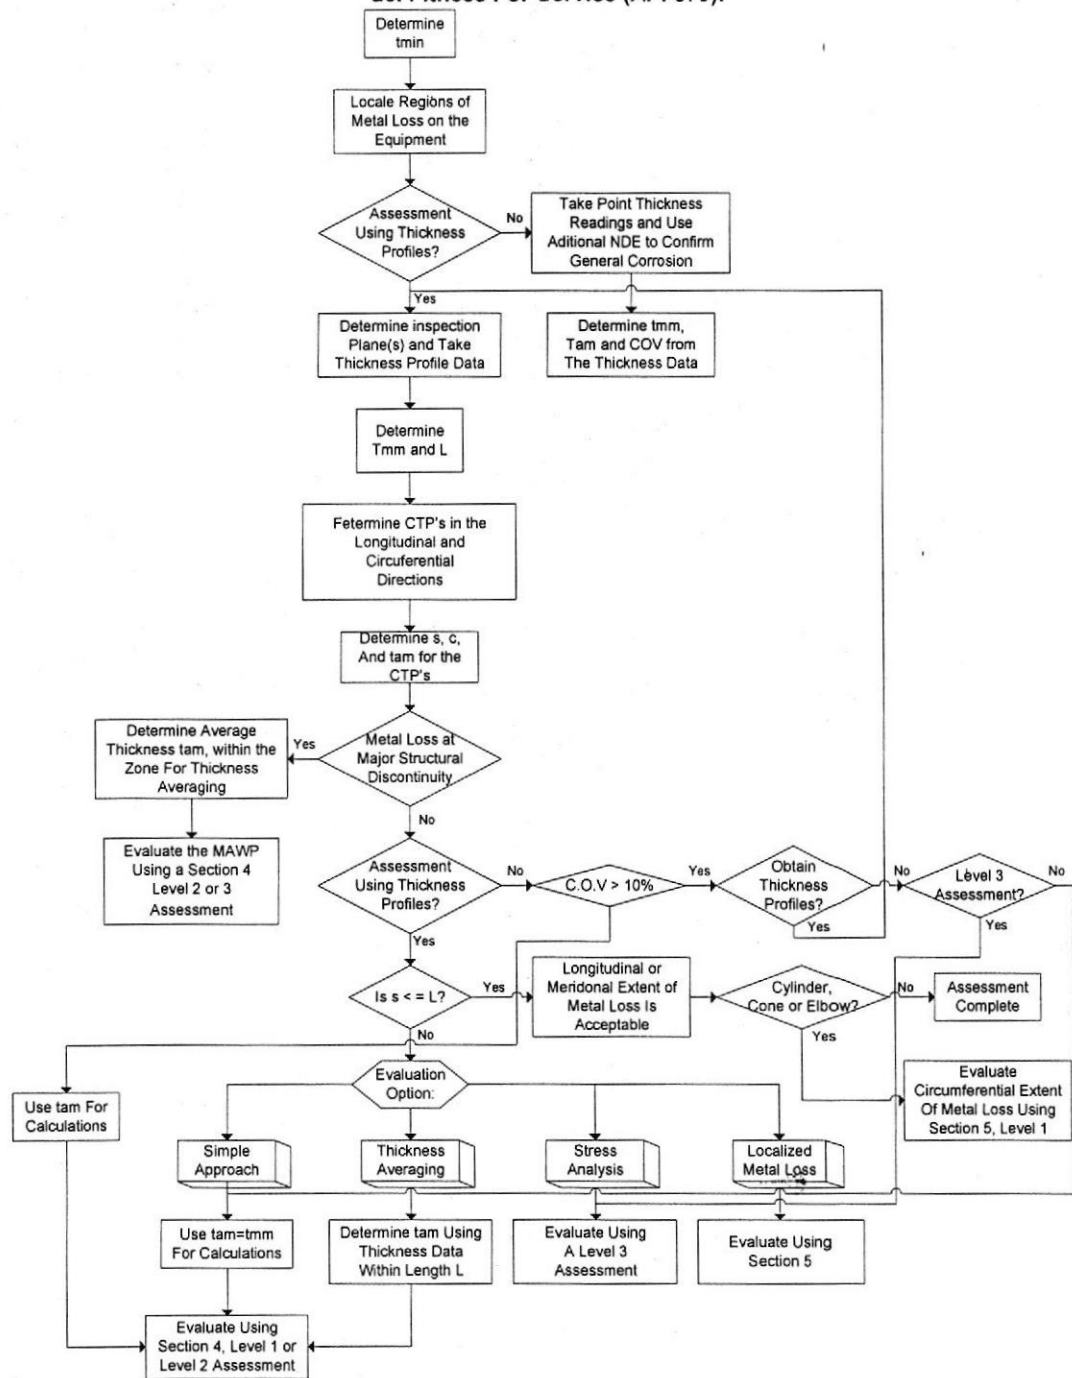 Determine
tmin
Locale Regions of
Metal Loss on the
Equipment
Assessment
Using Thickness
Profiles?
No
Take Point Thickness
Readings and Use
Aditional NDE to Confirm
General Corrosion
Yes
Determine inspection
Plane(s) and Take
Thickness Profile Data
Determine tmm,
Tam and COV from
The Thickness Data
Determine
Tmm and L
Fetermine CTP's in the
Longitudinal and
Circuferential
Directions
Determine s, c,
And tam for the
CTP's
Determine Average
Thickness tam, within the
Zone For Thickness
Averaging
Yes
Metal Loss at
Major Structural
Discontinuity
No
Evaluate the MAWP
Using a Section 4
Level 2 or 3
Assessment
Assessment
Using Thickness
Profiles?
No
C.O.V > 10%
Yes
Obtain
Thickness
Profiles?
No
Level 3
Assessment?
No
Yes
Yes
Yes
Is s <= L?
Yes
Longitudinal or
Meridonal Extent of
Metal Loss Is
Acceptable
Cylinder,
Cone or Elbow?
No
Assessment
Complete
No
Yes
Evaluation
Option:
Evaluate
Circumferential Extent
Of Metal Loss Using
Section 5, Level 1
Use tam For
Calculations
Simple
Approach
Thickness
Averaging
Stress
Analysis
Localized
Metal Loss
Use tam=tmm
For Calculations
Determine tam Using
Thickness Data
Within Length L
Evaluate Using
A Level 3
Assessment
Evaluate Using
Section 5
Evaluate Using
Section 4, Level 1 or
Level 2 Assessment